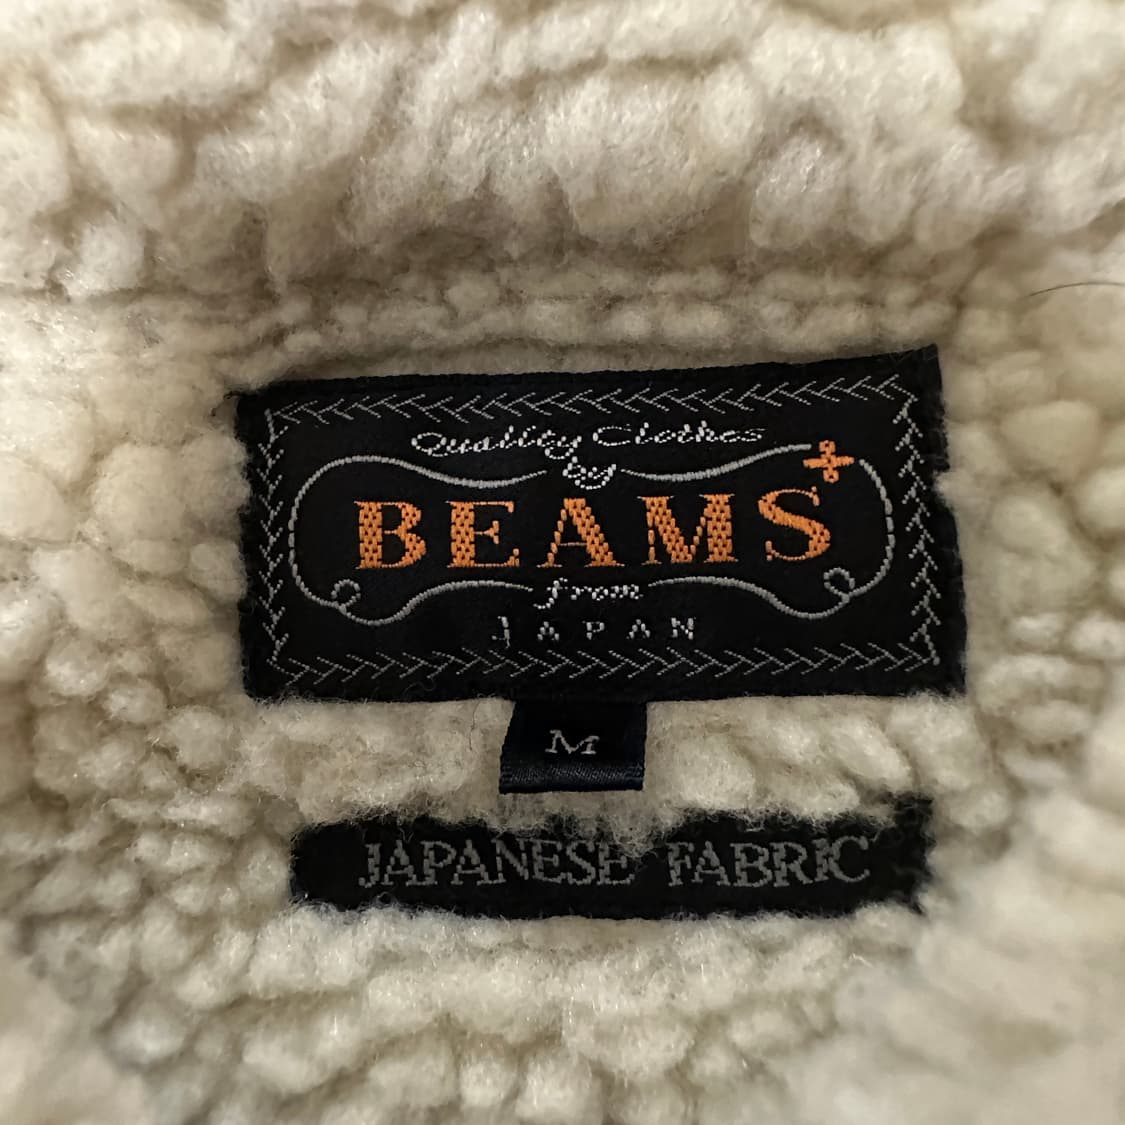 Quality Clothes
by
BEAMS+
from
JAPAN
M
JAPANESE FABRIC